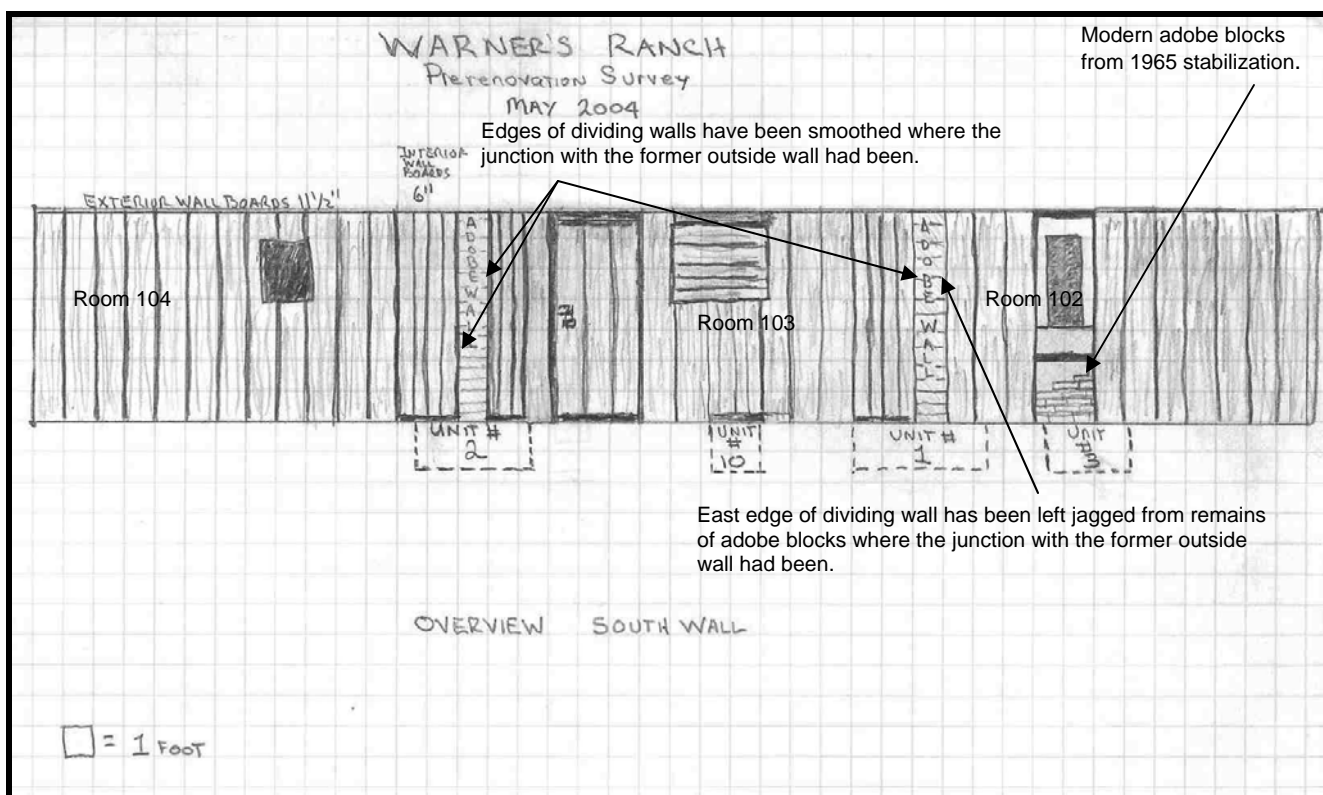 WARNER'S RANCH
Prerenovation Survey
MAY 2004
Modern adobe blocks
from 1965 stabilization.
Edges of dividing walls have been smoothed where the
junction with the former outside wall had been.
INTERIOR
WALL
BOARDS
6"
EXTERIOR WALL BOARDS 11 1/2"
ADOBE WALL
ADOBE WALL
Room 104
Room 103
Room 102
UNIT #
2
UNIT
#
10
UNIT #
1
UNIT
#3
East edge of dividing wall has been left jagged from remains
of adobe blocks where the junction with the former outside
wall had been.
OVERVIEW SOUTH WALL
= 1 FOOT